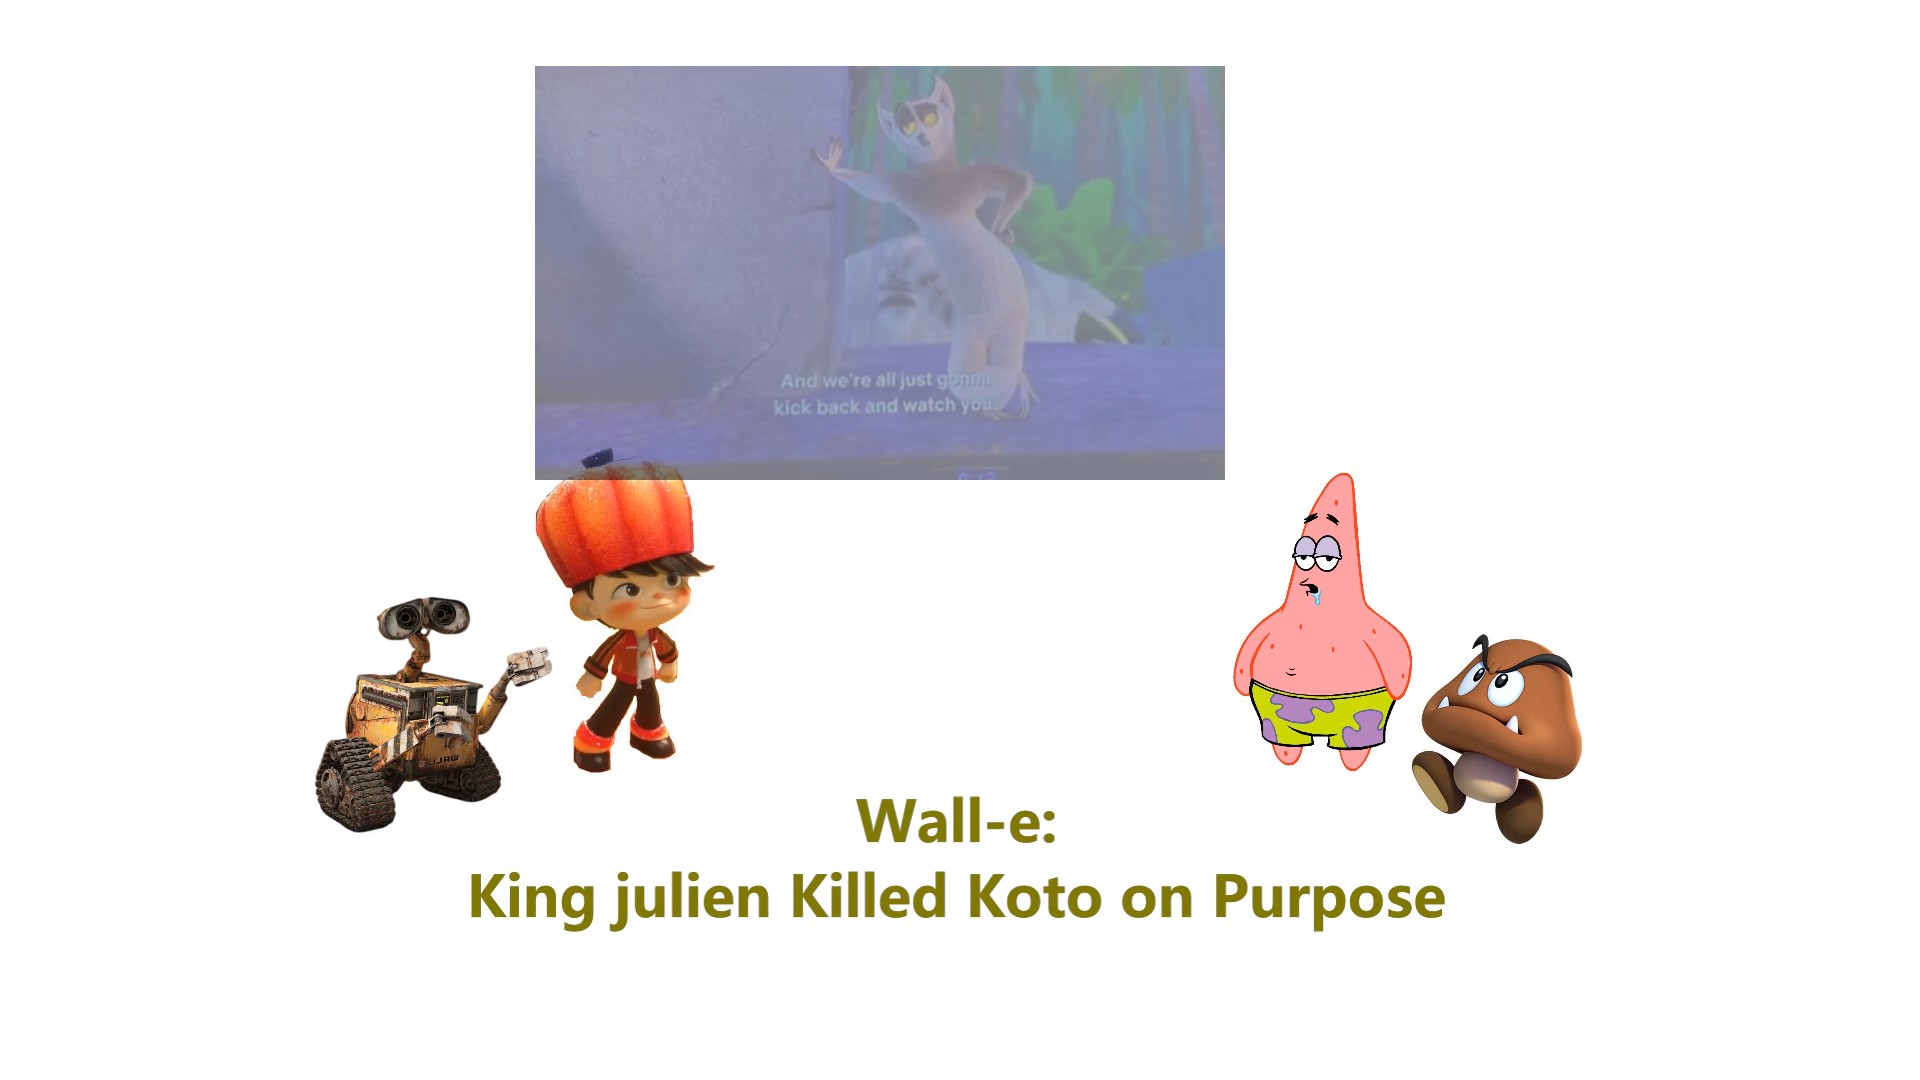 And we're all just gonna
kick back and watch you.
Wall-e:
King julien Killed Koto on Purpose